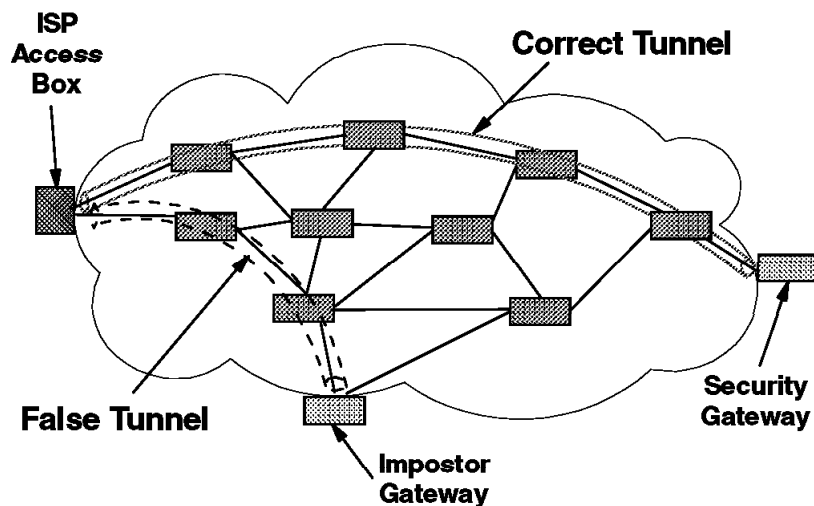 ISP
Access
Box
Correct Tunnel
False Tunnel
Impostor
Gateway
Security
Gateway